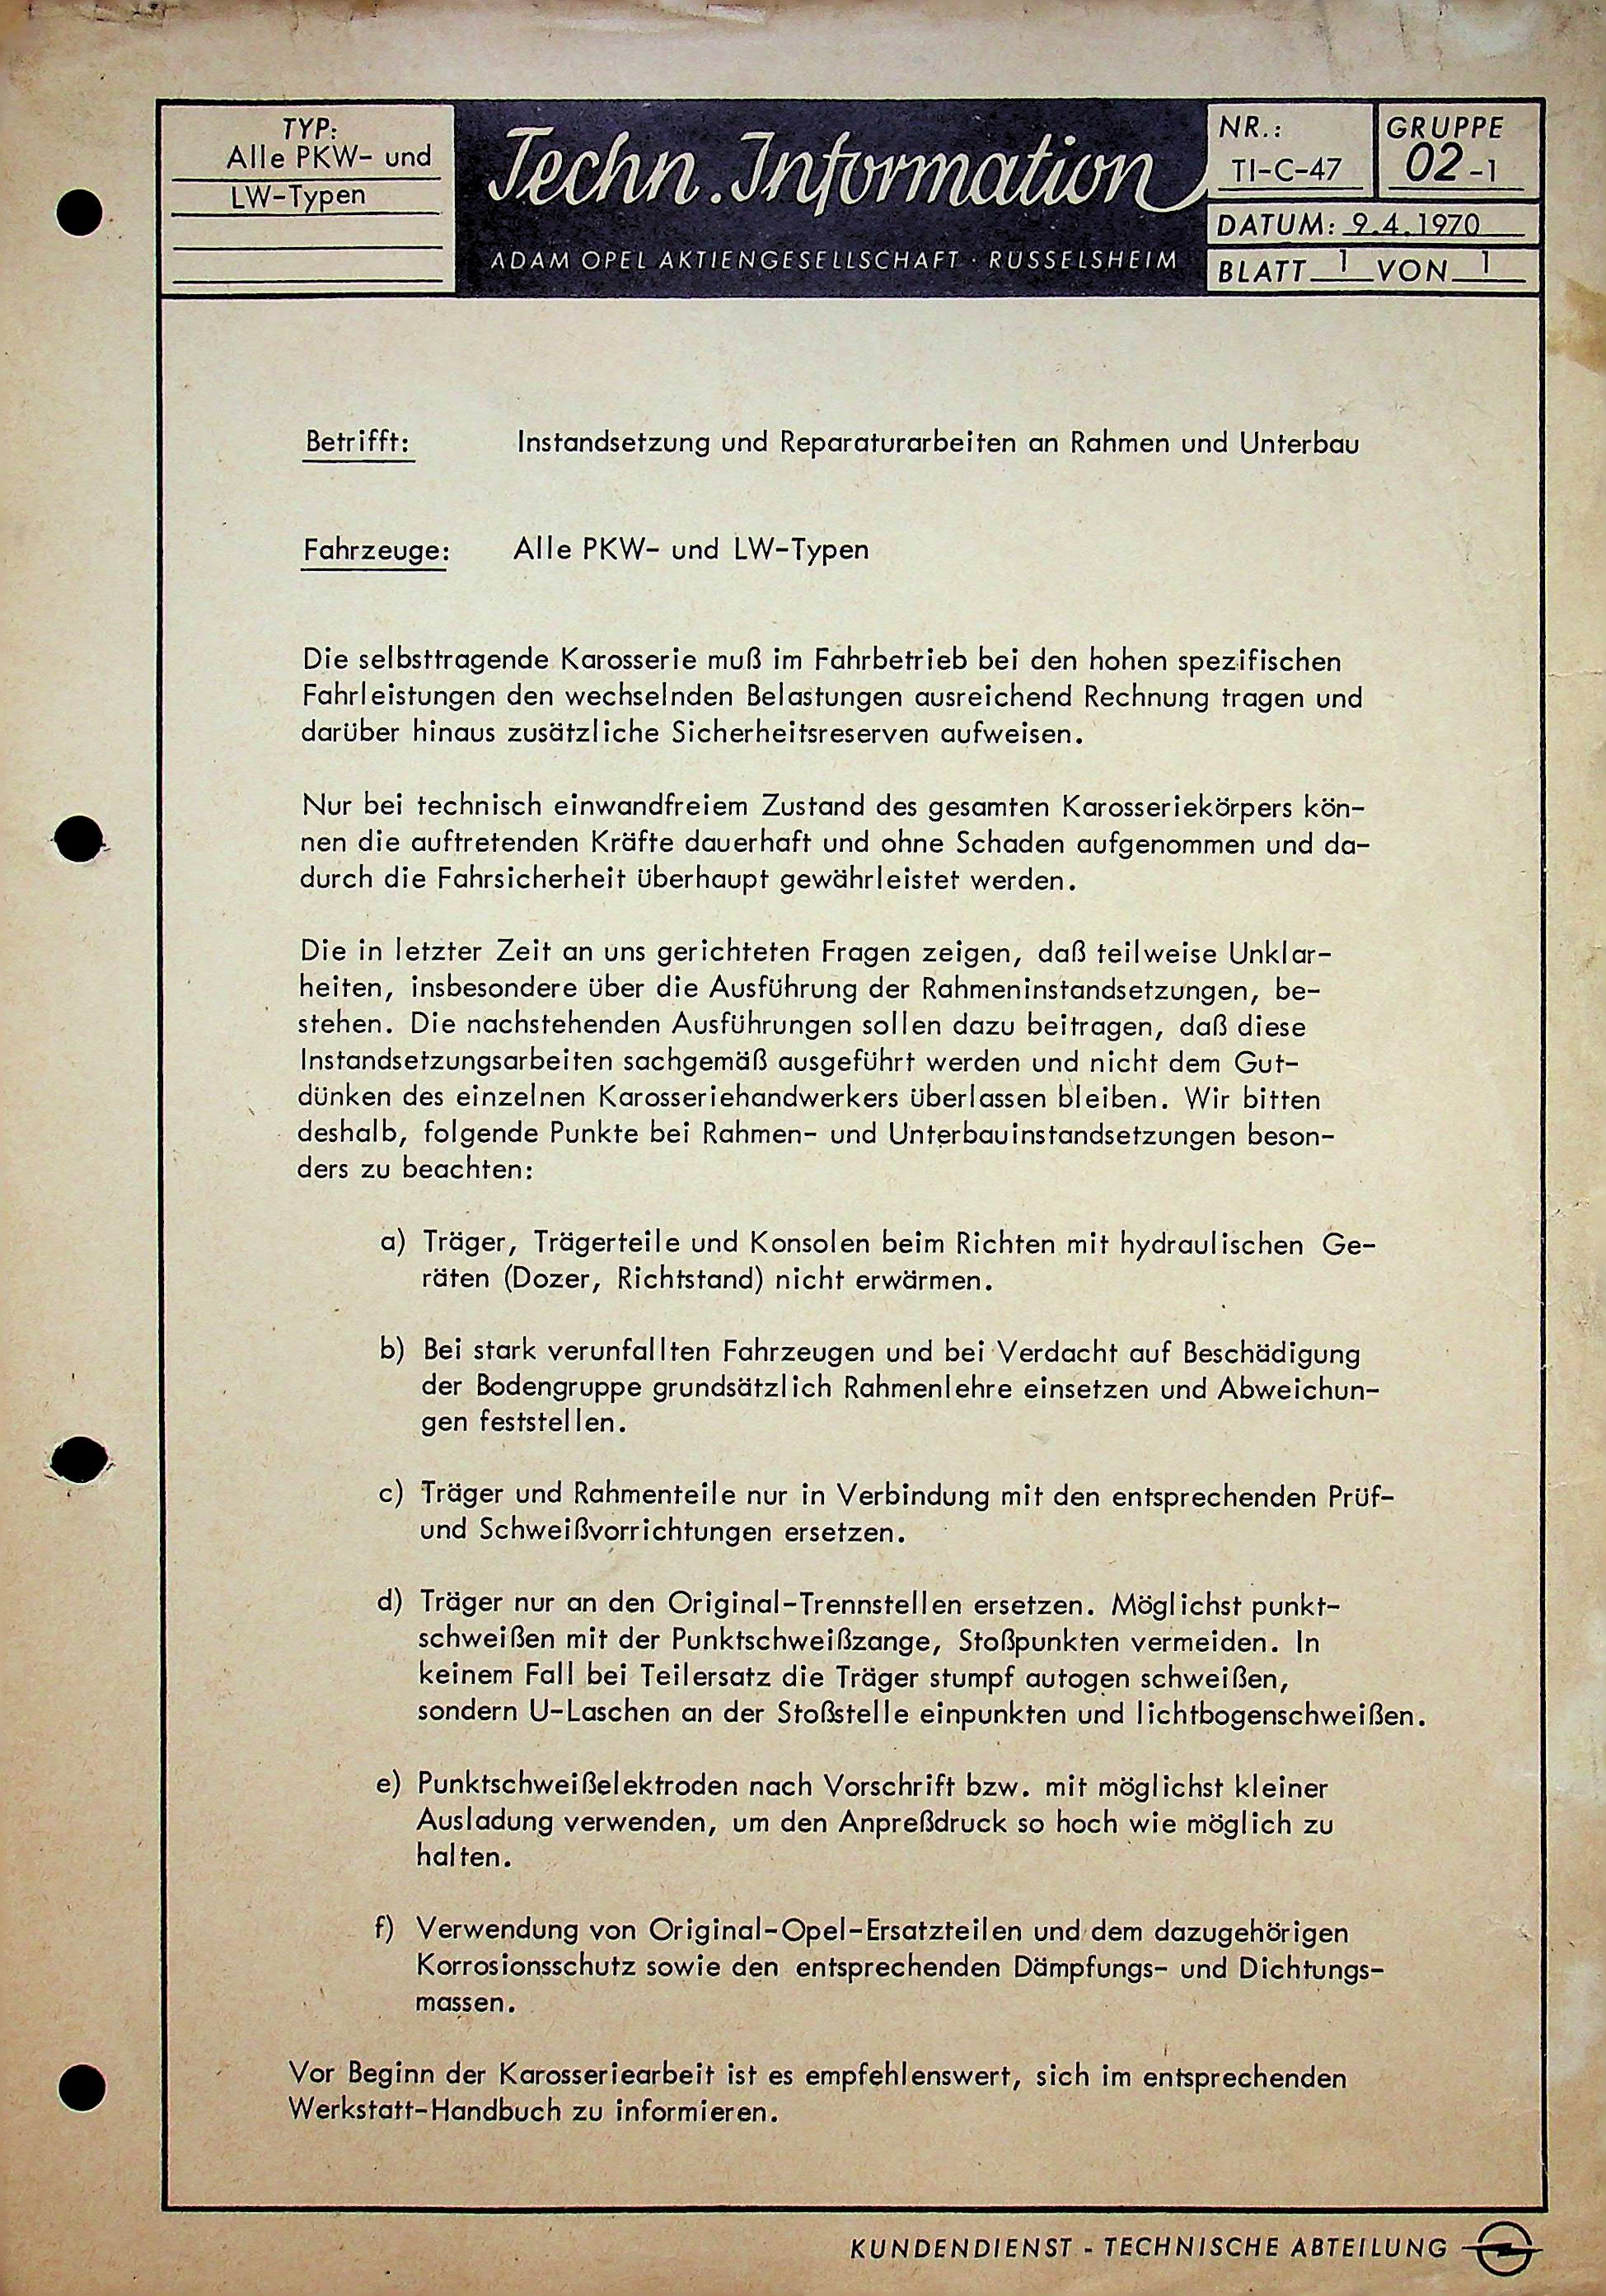 TYP:
Alle PKW- und
LW-Typen
Techn. Information
ADAM OPEL AKTIENGESELLSCHAFT · RÜSSELSHEIM
NR.:
TI-C-47
GRUPPE
02-1
DATUM: 9.4.1970
BLATT 1 VON 1
Betrifft: Instandsetzung und Reparaturarbeiten an Rahmen und Unterbau
Fahrzeuge: Alle PKW- und LW-Typen
Die selbsttragende Karosserie muß im Fahrbetrieb bei den hohen spezifischen
Fahrleistungen den wechselnden Belastungen ausreichend Rechnung tragen und
darüber hinaus zusätzliche Sicherheitsreserven aufweisen.
Nur bei technisch einwandfreiem Zustand des gesamten Karosseriekörpers kön-
nen die auftretenden Kräfte dauerhaft und ohne Schaden aufgenommen und da-
durch die Fahrsicherheit überhaupt gewährleistet werden.
Die in letzter Zeit an uns gerichteten Fragen zeigen, daß teilweise Unklar-
heiten, insbesondere über die Ausführung der Rahmeninstandsetzungen, be-
stehen. Die nachstehenden Ausführungen sollen dazu beitragen, daß diese
Instandsetzungsarbeiten sachgemäß ausgeführt werden und nicht dem Gut-
dünken des einzelnen Karosseriehandwerkers überlassen bleiben. Wir bitten
deshalb, folgende Punkte bei Rahmen- und Unterbauinstandsetzungen beson-
ders zu beachten:
a) Träger, Trägerteile und Konsolen beim Richten mit hydraulischen Ge-
räten (Dozer, Richtstand) nicht erwärmen.
b) Bei stark verunfallten Fahrzeugen und bei Verdacht auf Beschädigung
der Bodengruppe grundsätzlich Rahmenlehre einsetzen und Abweichun-
gen feststellen.
c) Träger und Rahmenteile nur in Verbindung mit den entsprechenden Prüf-
und Schweißvorrichtungen ersetzen.
d) Träger nur an den Original-Trennstellen ersetzen. Möglichst punkt-
schweißen mit der Punktschweißzange, Stoßpunkten vermeiden. In
keinem Fall bei Teilersatz die Träger stumpf autogen schweißen,
sondern U-Laschen an der Stoßstelle einpunkten und lichtbogenschweißen.
e) Punktschweißelektroden nach Vorschrift bzw. mit möglichst kleiner
Ausladung verwenden, um den Anpreßdruck so hoch wie möglich zu
halten.
f) Verwendung von Original-Opel-Ersatzteilen und dem dazugehörigen
Korrosionsschutz sowie den entsprechenden Dämpfungs- und Dichtungs-
massen.
Vor Beginn der Karosseriearbeit ist es empfehlenswert, sich im entsprechenden
Werkstatt-Handbuch zu informieren.
KUNDENDIENST - TECHNISCHE ABTEILUNG